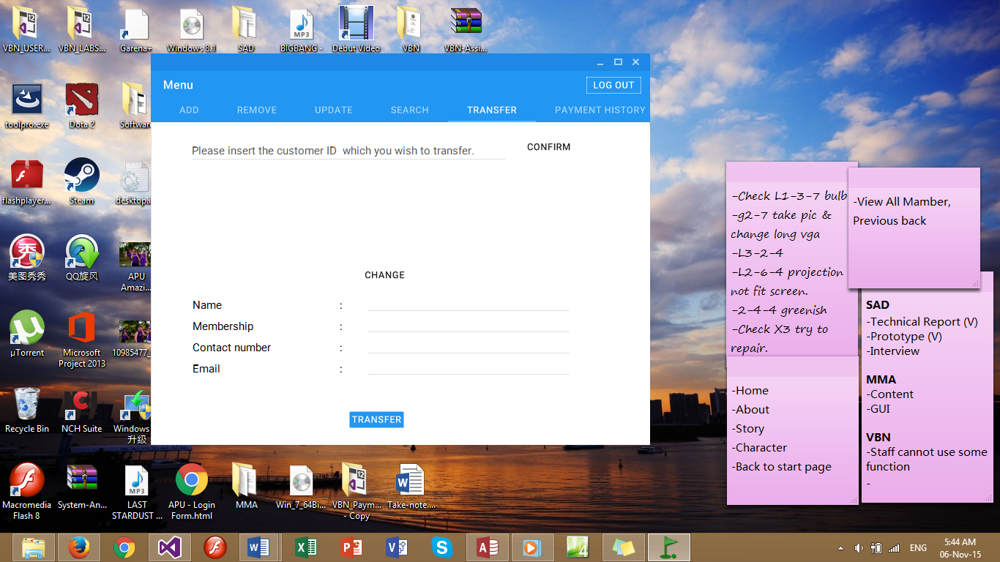 VBN_USER...
VBN_LABS...
Garena+
Windows 8.1
SAD
BIGBANG -
Debut Video
VBN
VBN-Assi...
toolpro.exe
Dota 2
Software
flashplayer...
Steam
desktop.i
美图秀秀
QQ旋风
APU
Amazi...
µTorrent
Microsoft
Project 2013
10985477_
Recycle Bin
NCH Suite
Windows
升级
Macromedia
Flash 8
System-An...
LAST
STARDUST ...
APU - Login
Form.html
MMA
Win_7_64Bi...
VBN_Paym...
- Copy
Take-note....
Menu
LOG OUT
ADD
REMOVE
UPDATE
SEARCH
TRANSFER
PAYMENT HISTORY
Please insert the customer ID  which you wish to transfer.
CONFIRM
CHANGE
Name :
Membership :
Contact number :
Email :
TRANSFER
-Check L1-3-7 bulb
-g2-7 take pic &
change long vga
-L3-2-4
-L2-6-4 projection
not fit screen.
-2-4-4 greenish
-Check X3 try to
repair.
-View All Mamber,
Previous back
-Home
-About
-Story
-Character
-Back to start page
SAD
-Technical Report (V)
-Prototype (V)
-Interview
MMA
-Content
-GUI
VBN
-Staff cannot use some
function
-
ENG
5:44 AM
06-Nov-15